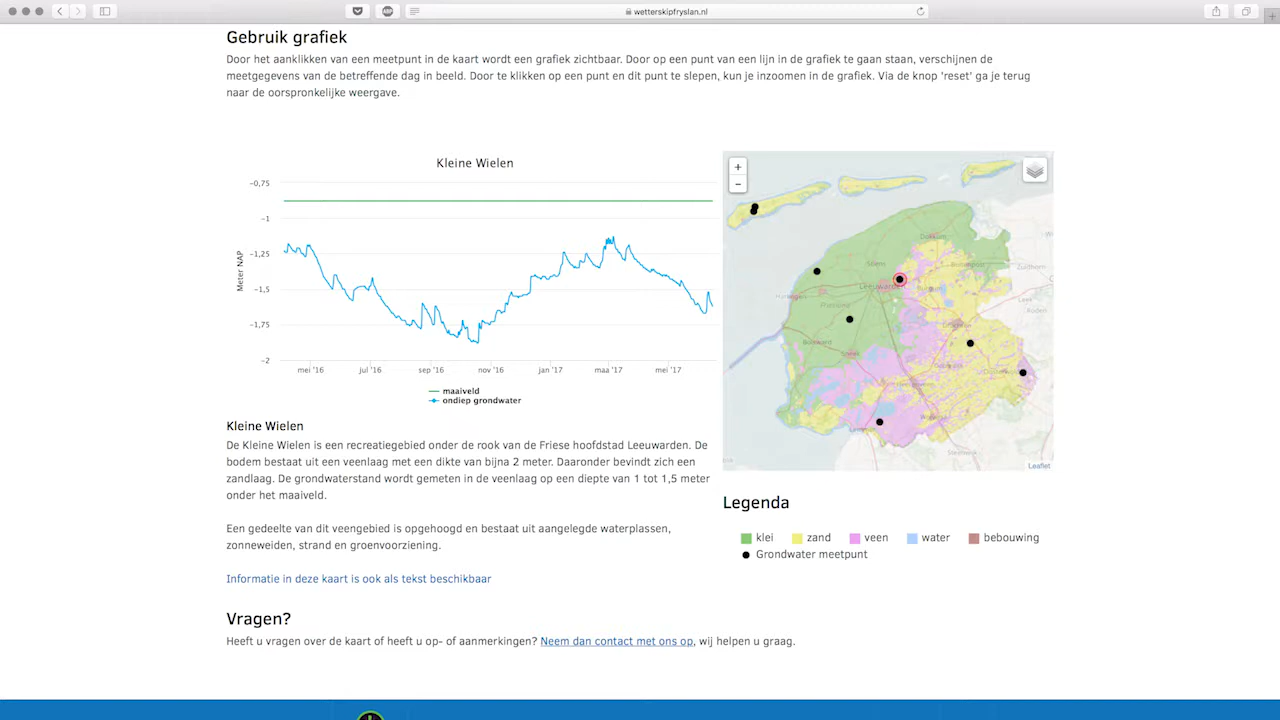 wetterskipfryslan.nl
ABP
Gebruik grafiek
Door het aanklikken van een meetpunt in de kaart wordt een grafiek zichtbaar. Door op een punt van een lijn in de grafiek te gaan staan, verschijnen de
meetgegevens van de betreffende dag in beeld. Door te klikken op een punt en dit punt te slepen, kun je inzoomen in de grafiek. Via de knop 'reset' ga je terug
naar de oorspronkelijke weergave.
Kleine Wielen
-0,75
-1
-1,25
-1,5
-1,75
-2
Meter NAP
mei '16
jul '16
sep '16
nov '16
jan '17
maa '17
mei '17
maaiveld
ondiep grondwater
+
-
Dokkum
Stiens
Leeuwarden
Sneek
Leek
Roden
Zuidhorn
Steenwijk
Leaflet
Kleine Wielen
De Kleine Wielen is een recreatiegebied onder de rook van de Friese hoofdstad Leeuwarden. De
bodem bestaat uit een veenlaag met een dikte van bijna 2 meter. Daaronder bevindt zich een
zandlaag. De grondwaterstand wordt gemeten in de veenlaag op een diepte van 1 tot 1,5 meter
onder het maaiveld.
Een gedeelte van dit veengebied is opgehoogd en bestaat uit aangelegde waterplassen,
zonneweiden, strand en groenvoorziening.
Informatie in deze kaart is ook als tekst beschikbaar
Legenda
klei zand veen water bebouwing
Grondwater meetpunt
Vragen?
Heeft u vragen over de kaart of heeft u op- of aanmerkingen? Neem dan contact met ons op, wij helpen u graag.